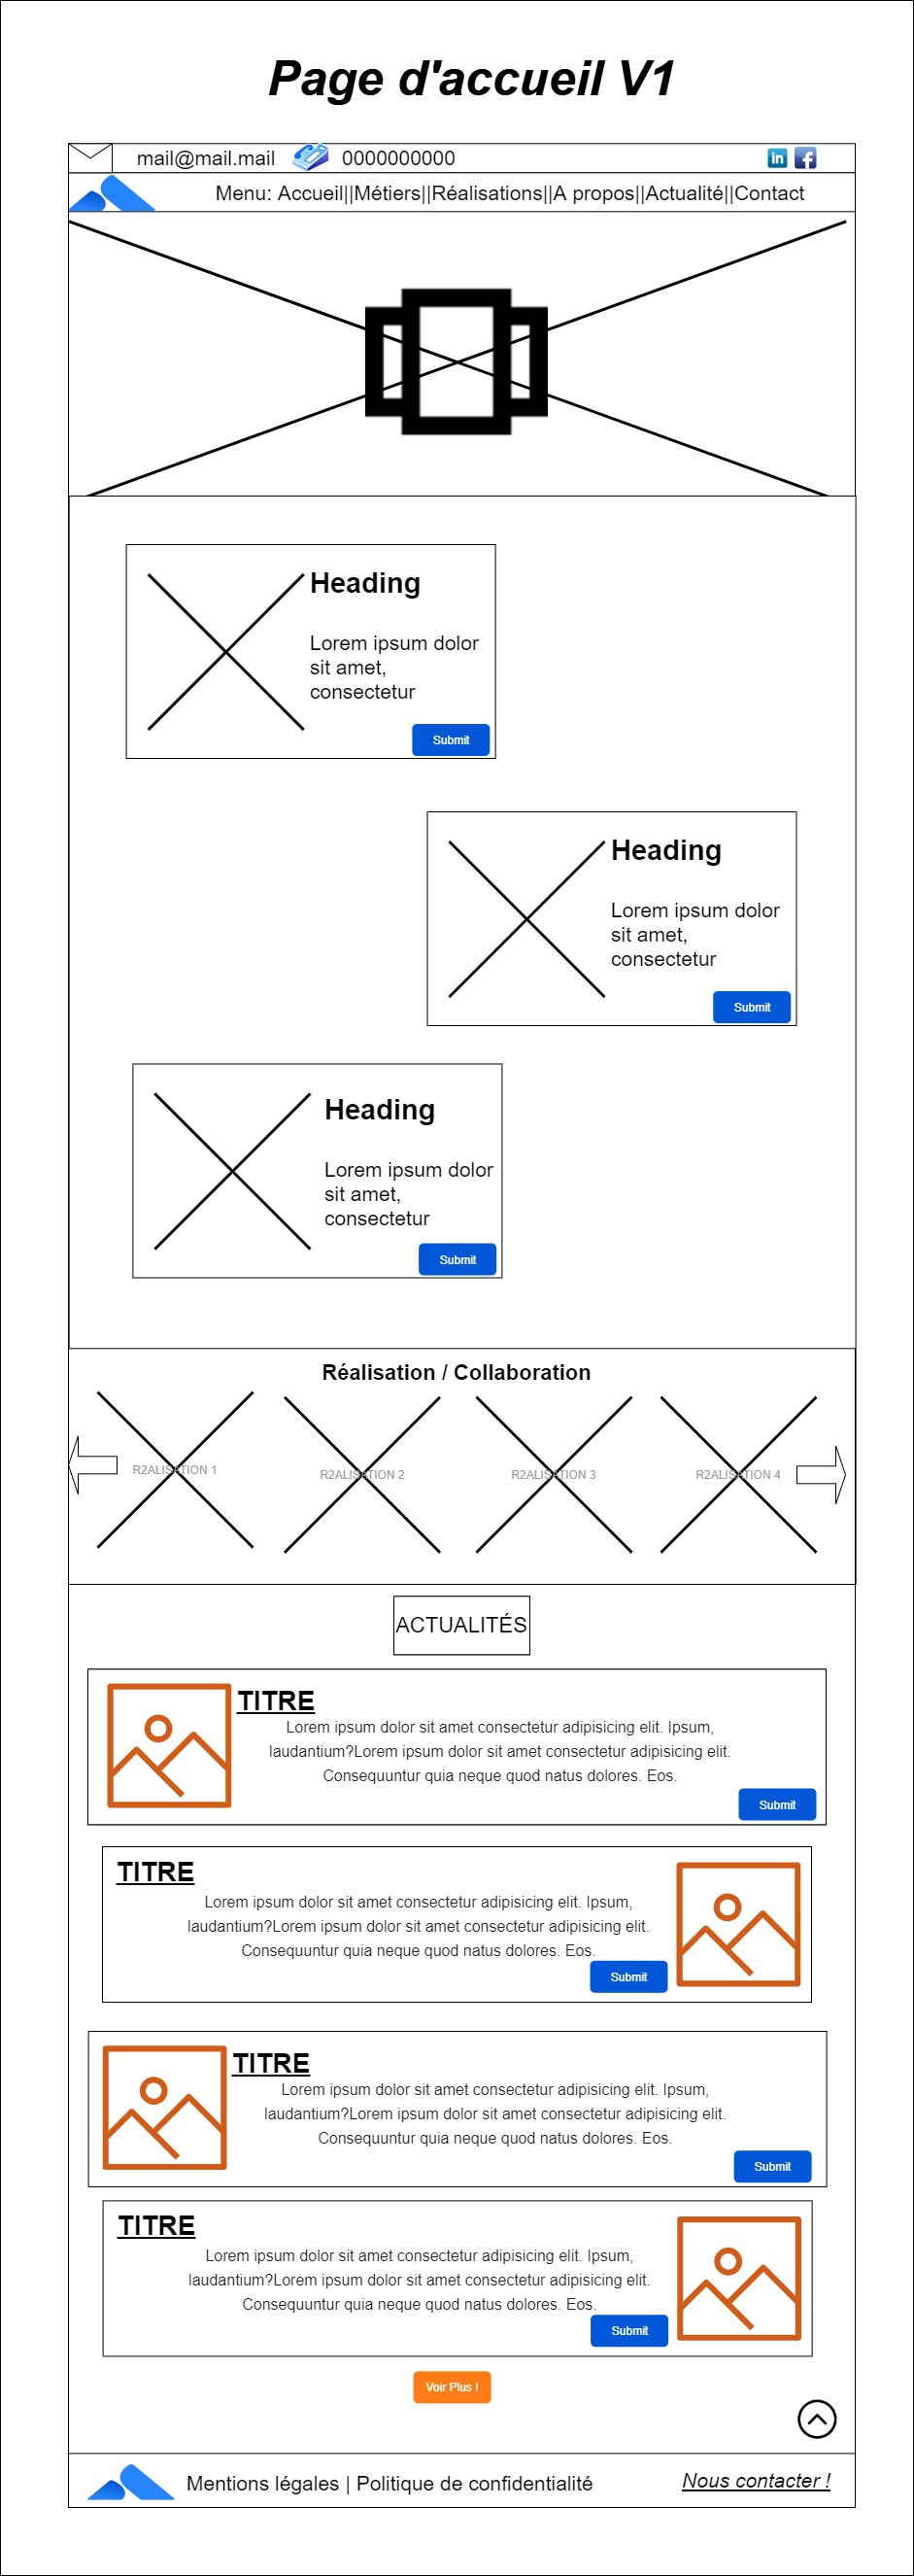 Page d'accueil V1
mail@mail.mail 0000000000 in f
Menu: Accueil||Métiers||Réalisations||A propos||Actualité||Contact
Heading
Lorem ipsum dolor
sit amet,
consectetur
Submit
Heading
Lorem ipsum dolor
sit amet,
consectetur
Submit
Heading
Lorem ipsum dolor
sit amet,
consectetur
Submit
Réalisation / Collaboration
R2ALISATION 1 R2ALISATION 2 R2ALISATION 3 R2ALISATION 4
ACTUALITÉS
TITRE
Lorem ipsum dolor sit amet consectetur adipisicing elit. Ipsum,
laudantium?Lorem ipsum dolor sit amet consectetur adipisicing elit.
Consequuntur quia neque quod natus dolores. Eos.
Submit
TITRE
Lorem ipsum dolor sit amet consectetur adipisicing elit. Ipsum,
laudantium?Lorem ipsum dolor sit amet consectetur adipisicing elit.
Consequuntur quia neque quod natus dolores. Eos.
Submit
TITRE
Lorem ipsum dolor sit amet consectetur adipisicing elit. Ipsum,
laudantium?Lorem ipsum dolor sit amet consectetur adipisicing elit.
Consequuntur quia neque quod natus dolores. Eos.
Submit
TITRE
Lorem ipsum dolor sit amet consectetur adipisicing elit. Ipsum,
laudantium?Lorem ipsum dolor sit amet consectetur adipisicing elit.
Consequuntur quia neque quod natus dolores. Eos.
Submit
Voir Plus !
Mentions légales | Politique de confidentialité Nous contacter !